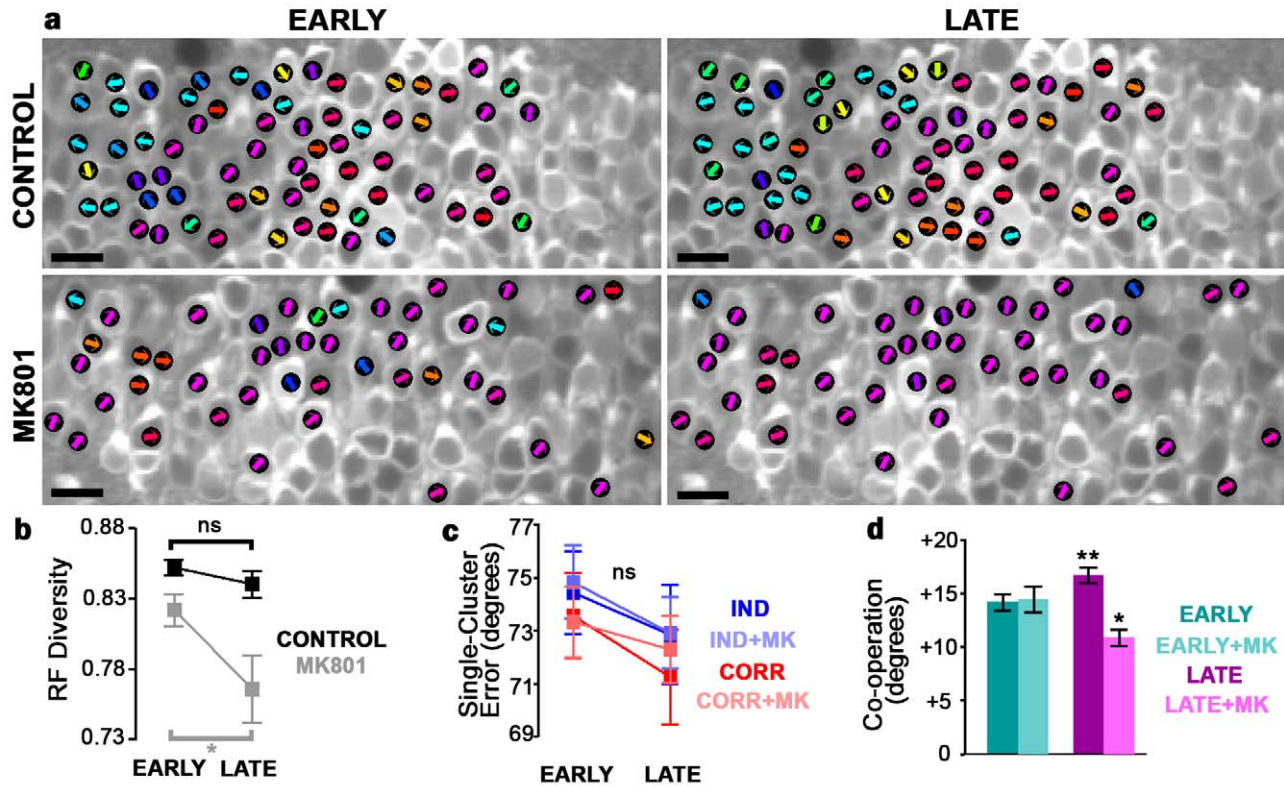 a
EARLY
LATE
CONTROL
MK801
b
0.88
0.83
0.78
0.73
RF Diversity
ns
CONTROL
MK801
*
EARLY LATE
c
77
75
73
71
69
Single-Cluster
Error (degrees)
ns
IND
IND+MK
CORR
CORR+MK
EARLY LATE
d
+20
+15
+10
+5
0
Co-operation
(degrees)
**
*
EARLY
EARLY+MK
LATE
LATE+MK